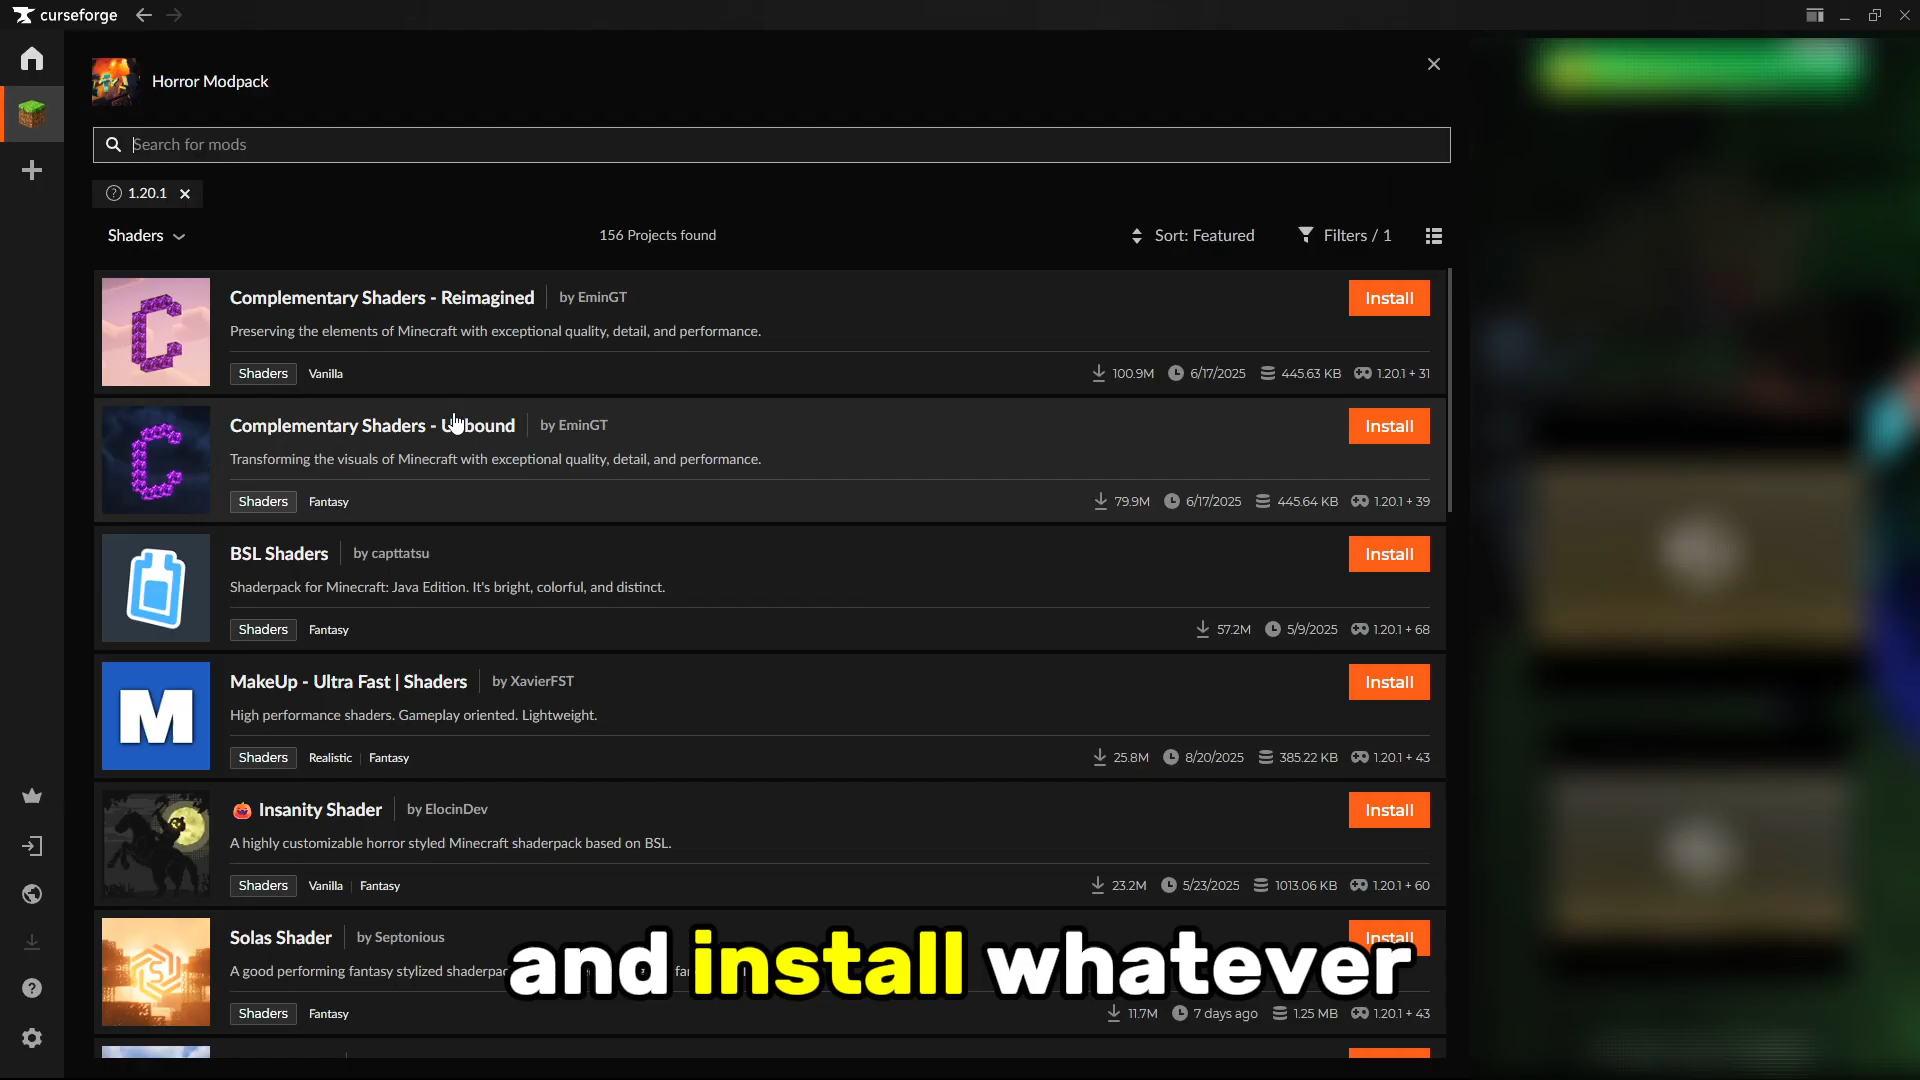 curseforge
Horror Modpack
Search for mods
1.20.1
Shaders
156 Projects found
Sort: Featured
Filters / 1
Complementary Shaders - Reimagined
by EminGT
Install
Preserving the elements of Minecraft with exceptional quality, detail, and performance.
Shaders Vanilla
100.9M 6/17/2025 445.63 KB 1.20.1 + 31
Complementary Shaders - Unbound
by EminGT
Install
Transforming the visuals of Minecraft with exceptional quality, detail, and performance.
Shaders Fantasy
79.9M 6/17/2025 445.64 KB 1.20.1 + 39
BSL Shaders
by capttatsu
Install
Shaderpack for Minecraft: Java Edition. It's bright, colorful, and distinct.
Shaders Fantasy
57.2M 5/9/2025 1.20.1 + 68
M
MakeUp - Ultra Fast | Shaders
by XavierFST
Install
High performance shaders. Gameplay oriented. Lightweight.
Shaders Realistic Fantasy
25.8M 8/20/2025 385.22 KB 1.20.1 + 43
Insanity Shader
by ElocinDev
Install
A highly customizable horror styled Minecraft shaderpack based on BSL.
Shaders Vanilla Fantasy
23.2M 5/23/2025 1013.06 KB 1.20.1 + 60
Solas Shader
by Septonious
Install
A good performing fantasy stylized
and install whatever
Shaders Fantasy
11.7M 7 days ago 1.25 MB 1.20.1 + 43